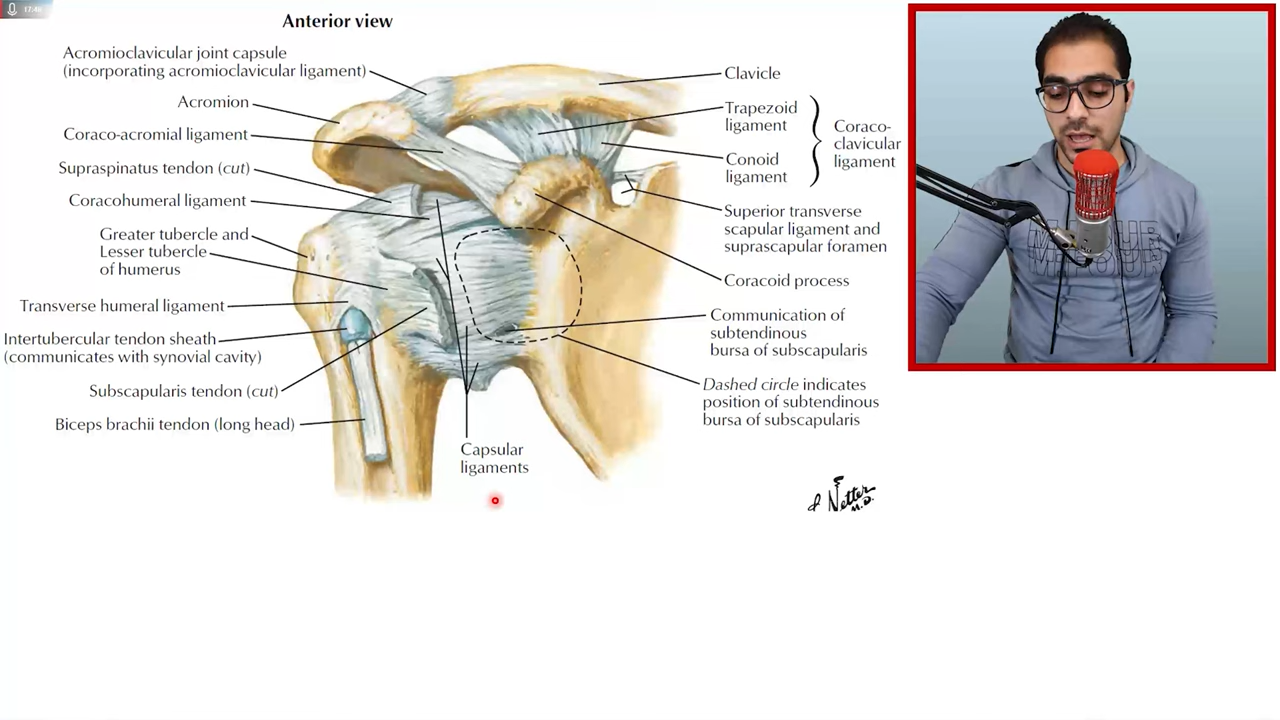 17:46
Anterior view
Acromioclavicular joint capsule
(incorporating acromioclavicular ligament)
Acromion
Coraco-acromial ligament
Supraspinatus tendon (cut)
Coracohumeral ligament
Greater tubercle and
Lesser tubercle
of humerus
Transverse humeral ligament
Intertubercular tendon sheath
(communicates with synovial cavity)
Subscapularis tendon (cut)
Biceps brachii tendon (long head)
Capsular
ligaments
Clavicle
Trapezoid
ligament
Conoid
ligament
Coraco-
clavicular
ligament
Superior transverse
scapular ligament and
suprascapular foramen
Coracoid process
Communication of
subtendinous
bursa of subscapularis
Dashed circle indicates
position of subtendinous
bursa of subscapularis
Netter
M.D.